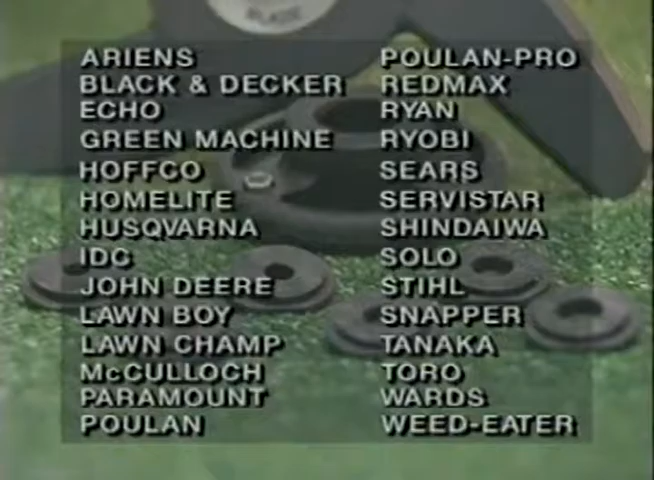 BLADE
ARIENS
BLACK & DECKER
ECHO
GREEN MACHINE
HOFFCO
HOMELITE
HUSQVARNA
IDC
JOHN DEERE
LAWN BOY
LAWN CHAMP
McCULLOCH
PARAMOUNT
POULAN
POULAN-PRO
REDMAX
RYAN
RYOBI
SEARS
SERVISTAR
SHINDAIWA
SOLO
STIHL
SNAPPER
TANAKA
TORO
WARDS
WEED-EATER